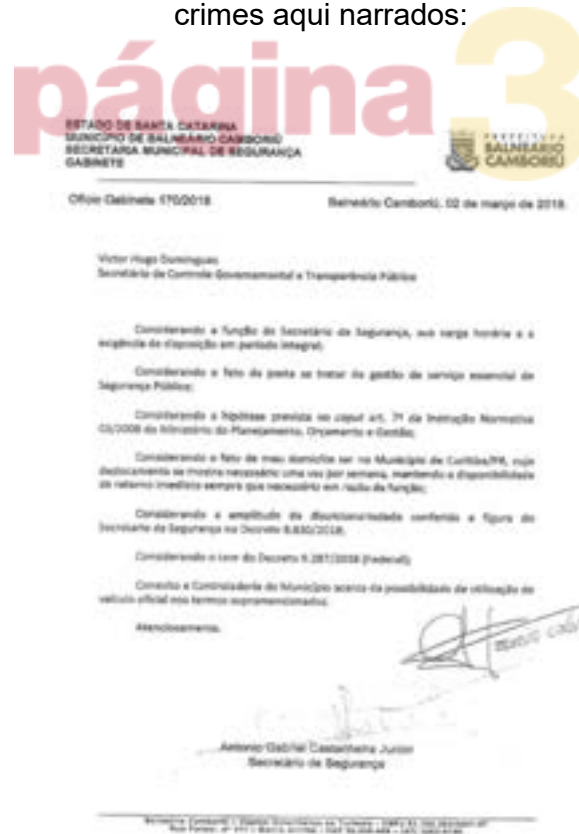 crimes aqui narrados:
página 3
ESTADO DE SANTA CATARINA
MUNICÍPIO DE BALNEÁRIO CAMBORIÚ
SECRETARIA MUNICIPAL DE SEGURANÇA
GABINETE
PREFEITURA
BALNEÁRIO
CAMBORIÚ
Ofício Gabinete 170/2018
Balneário Camboriú, 02 de março de 2018.
Victor Hugo Domingues
Secretário de Controle Governamental e Transparência Pública
Considerando a função do Secretário de Segurança, sua carga horária e a
exigência de disposição em período integral;
Considerando o fato da pasta se tratar da gestão de serviço essencial de
Segurança Pública;
Considerando a hipótese prevista no caput art. 7º da Instrução Normativa
03/2008 do Ministério do Planejamento, Orçamento e Gestão;
Considerando o fato de meu domicílio ser no Município de Curitiba/PR, cujo
deslocamento se mostra necessário uma vez por semana, mantendo a disponibilidade
de retorno imediato sempre que necessário em razão da função;
Considerando a amplitude da discricionariedade conferida a figura do
Secretário de Segurança no Decreto 8.830/2018;
Considerando o teor do Decreto 9.287/2018 (Federal);
Consulto a Controladoria do Município acerca da possibilidade de utilização de
veículo oficial nos termos supramencionados.
Atenciosamente,
Antonio Gabriel Castanheira Junior
Secretário de Segurança